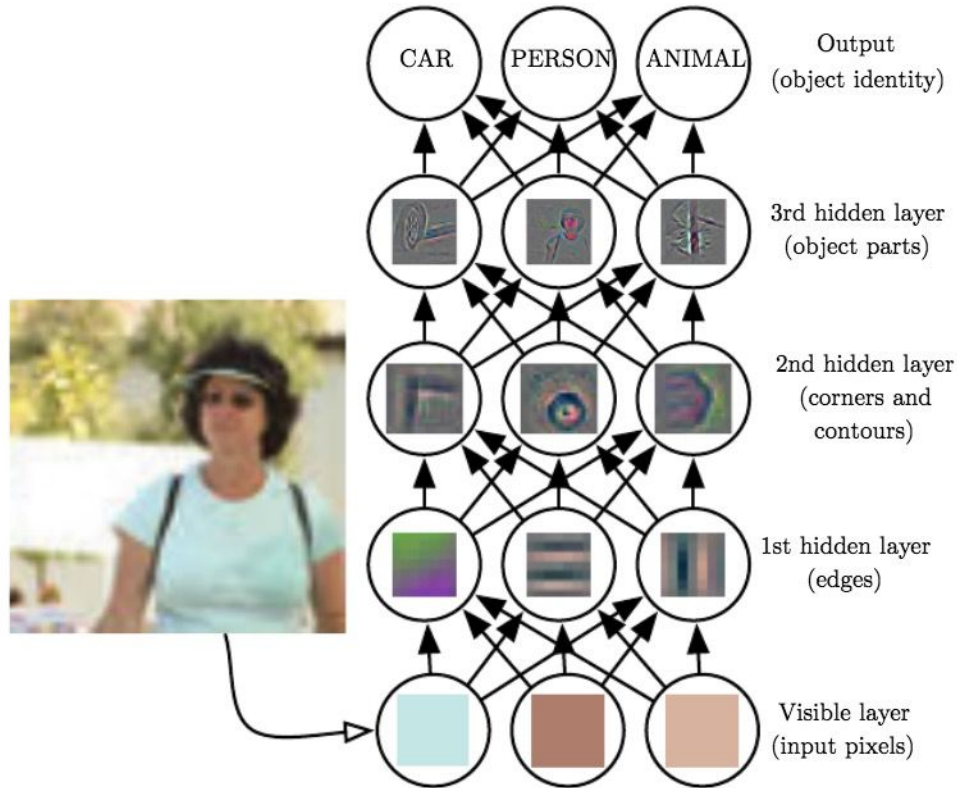 CAR PERSON ANIMAL
Output
(object identity)
3rd hidden layer
(object parts)
2nd hidden layer
(corners and
contours)
1st hidden layer
(edges)
Visible layer
(input pixels)